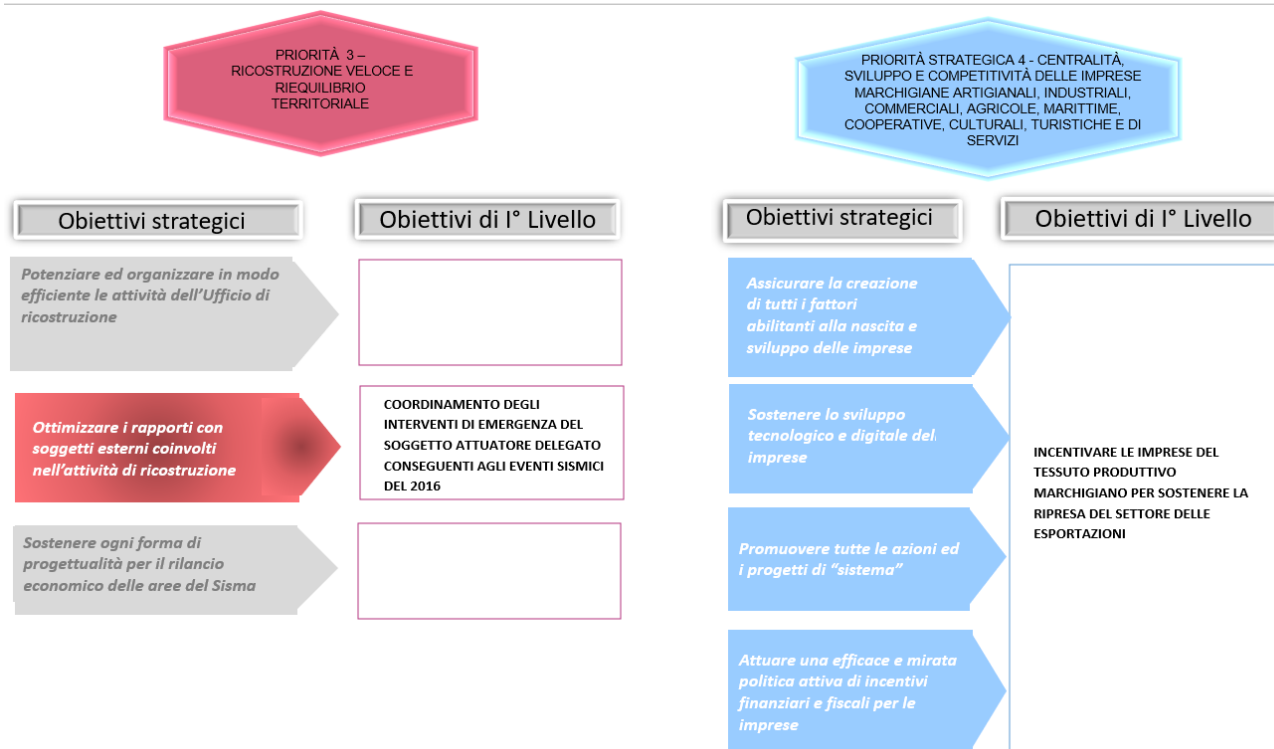 PRIORITÀ 3 –
RICOSTRUZIONE VELOCE E
RIEQUILIBRIO
TERRITORIALE
Obiettivi strategici
Obiettivi di I° Livello
Potenziare ed organizzare in modo
efficiente le attività dell'Ufficio di
ricostruzione
Ottimizzare i rapporti con
soggetti esterni coinvolti
nell'attività di ricostruzione
COORDINAMENTO DEGLI
INTERVENTI DI EMERGENZA DEL
SOGGETTO ATTUATORE DELEGATO
CONSEGUENTI AGLI EVENTI SISMICI
DEL 2016
Sostenere ogni forma di
progettualità per il rilancio
economico delle aree del Sisma
PRIORITÀ STRATEGICA 4 - CENTRALITÀ,
SVILUPPO E COMPETITIVITÀ DELLE IMPRESE
MARCHIGIANE ARTIGIANALI, INDUSTRIALI,
COMMERCIALI, AGRICOLE, MARITTIME,
COOPERATIVE, CULTURALI, TURISTICHE E DI
SERVIZI
Obiettivi strategici
Obiettivi di I° Livello
Assicurare la creazione
di tutti i fattori
abilitanti alla nascita e
sviluppo delle imprese
Sostenere lo sviluppo
tecnologico e digitale del
imprese
Promuovere tutte le azioni ed
i progetti di "sistema"
Attuare una efficace e mirata
politica attiva di incentivi
finanziari e fiscali per le
imprese
INCENTIVARE LE IMPRESE DEL
TESSUTO PRODUTTIVO
MARCHIGIANO PER SOSTENERE LA
RIPRESA DEL SETTORE DELLE
ESPORTAZIONI